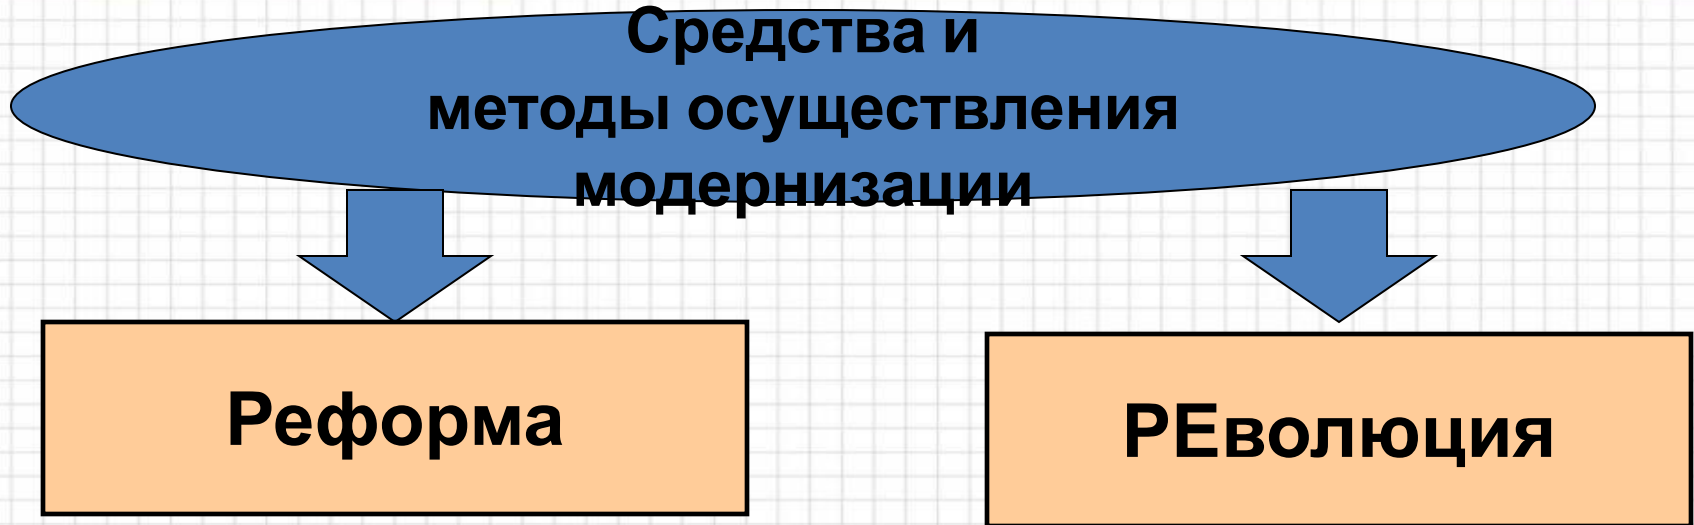 Средства и
методы осуществления
модернизации
Реформа
РЕволюция